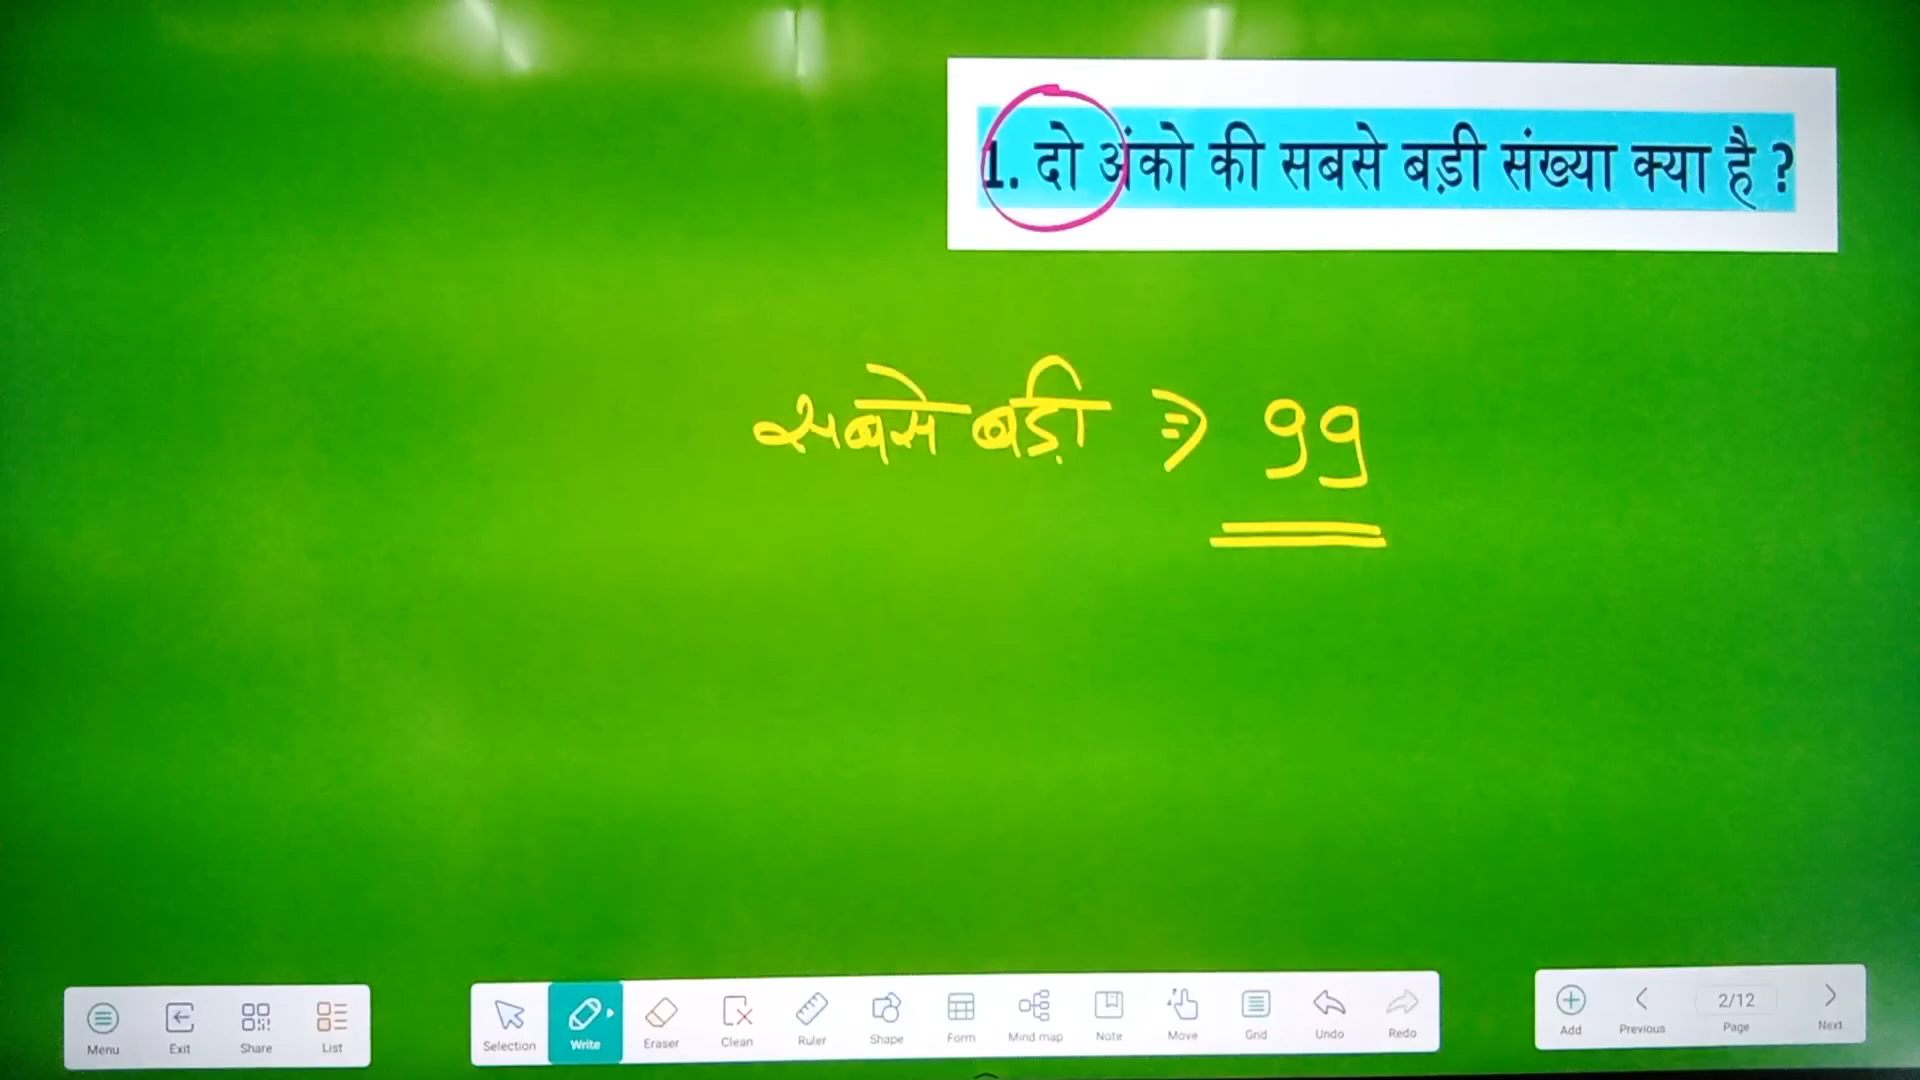 1. दो अंको की सबसे बड़ी संख्या क्या है ?
सबसे बड़ी ⇒ 99
Menu Exit Share List
Selection Write Eraser Clean Ruler Shape Form Mind map Note Move Grid Undo Redo
Add Previous 2/12 Page Next